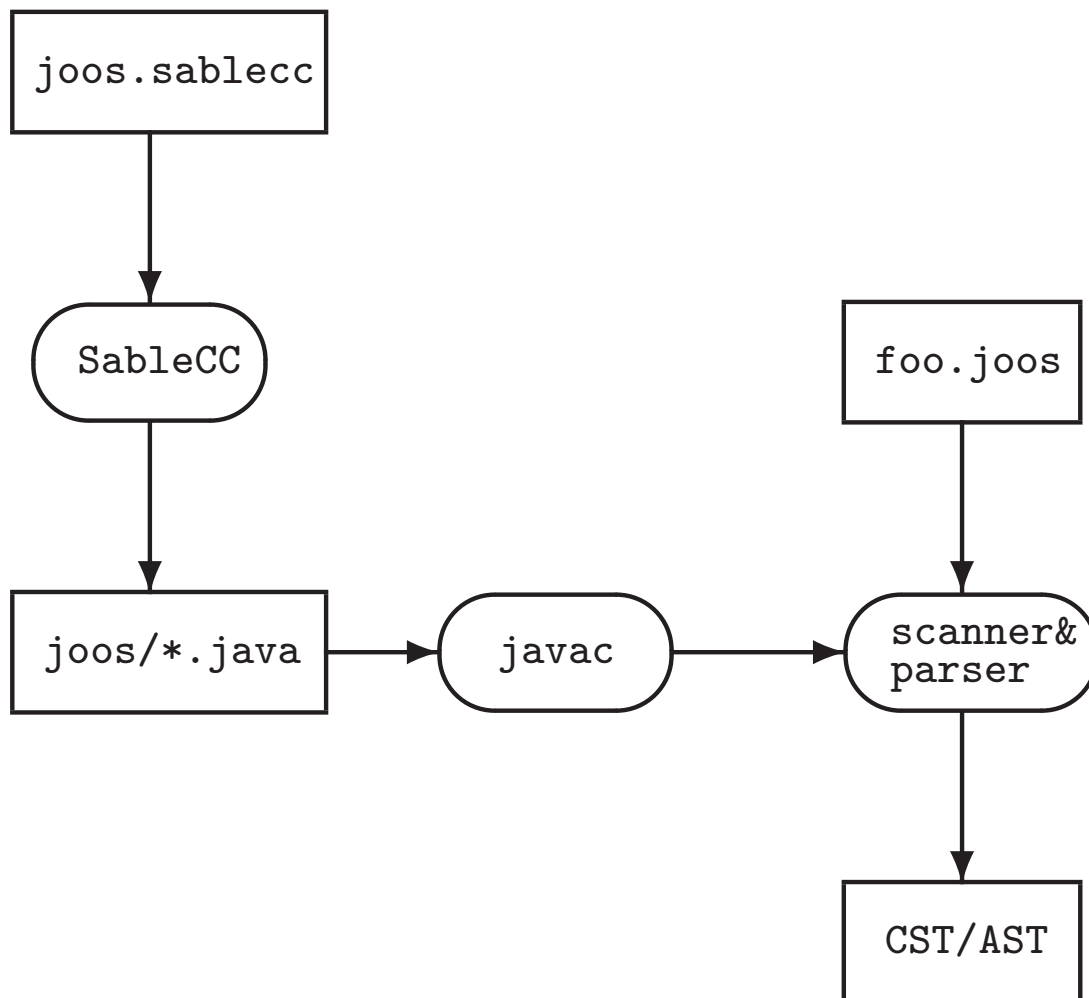 joos.sablecc
SableCC
foo.joos
joos/*.java
javac
scanner&
parser
CST/AST